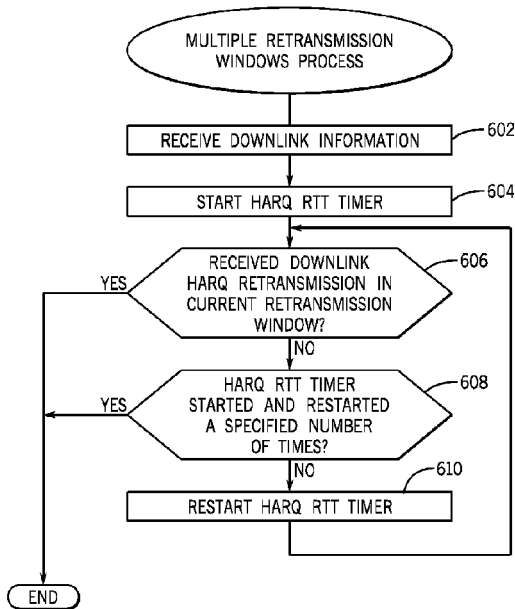 MULTIPLE RETRANSMISSION
WINDOWS PROCESS
RECEIVE DOWNLINK INFORMATION
602
START HARQ RTT TIMER
604
RECEIVED DOWNLINK
HARQ RETRANSMISSION IN
CURRENT RETRANSMISSION
WINDOW?
606
YES
NO
HARQ RTT TIMER
STARTED AND RESTARTED
A SPECIFIED NUMBER
OF TIMES?
608
YES
NO
RESTART HARQ RTT TIMER
610
END